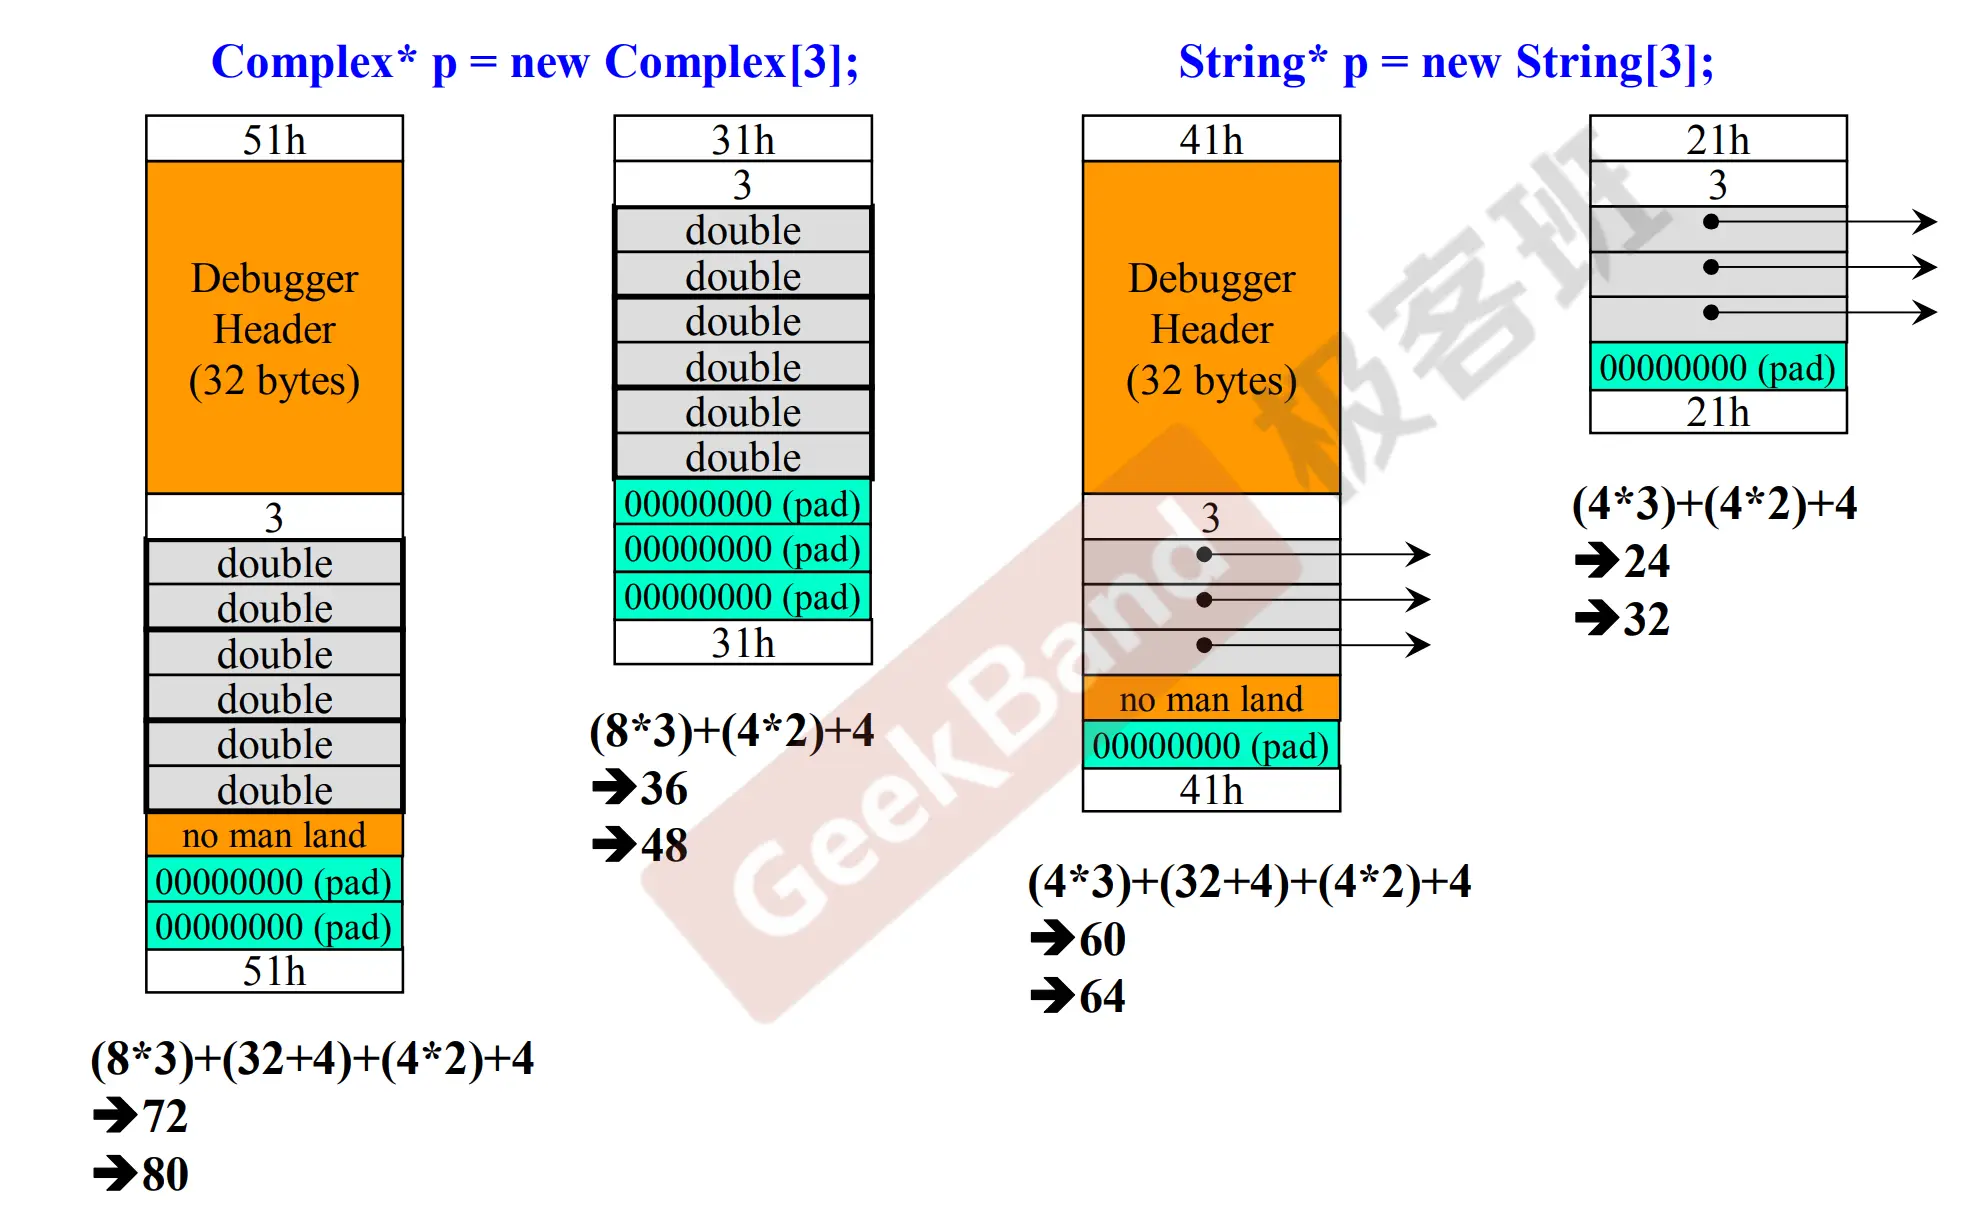 Complex* p = new Complex[3];
51h
Debugger
Header
(32 bytes)
3
double
double
double
double
double
double
no man land
00000000 (pad)
00000000 (pad)
51h
(8*3)+(32+4)+(4*2)+4
➔72
➔80
31h
3
double
double
double
double
double
double
00000000 (pad)
00000000 (pad)
00000000 (pad)
31h
(8*3)+(4*2)+4
➔36
➔48
String* p = new String[3];
41h
Debugger
Header
(32 bytes)
3
no man land
00000000 (pad)
41h
(4*3)+(32+4)+(4*2)+4
➔60
➔64
21h
3
00000000 (pad)
21h
(4*3)+(4*2)+4
➔24
➔32
GeekBand
极客班